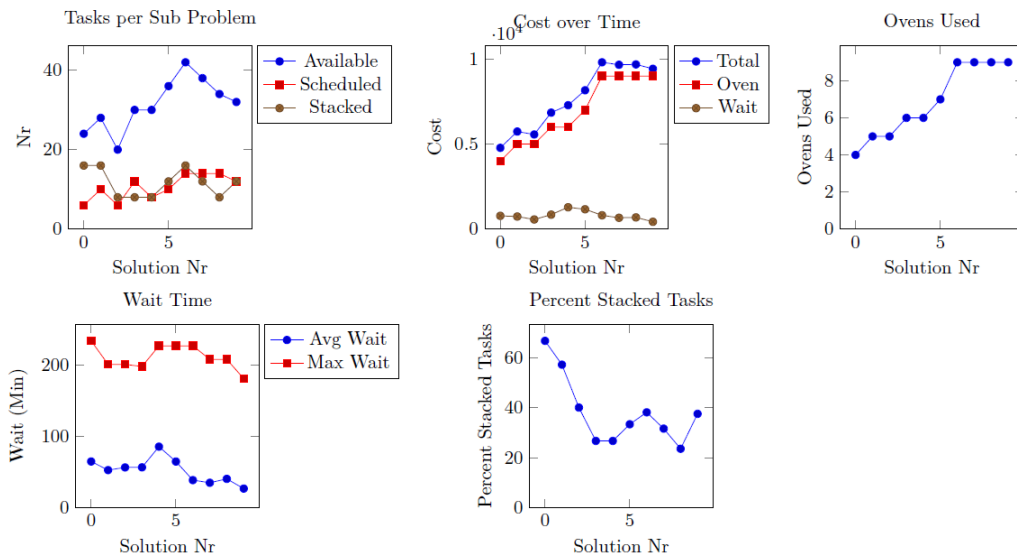 Tasks per Sub Problem
40
20
0
Nr
0
5
Solution Nr
Available
Scheduled
Stacked
Cost over Time
·10⁴
1
0.5
0
Cost
0
5
Solution Nr
Total
Oven
Wait
Ovens Used
8
6
4
2
0
Ovens Used
0
5
Solution Nr
Wait Time
200
100
0
Wait (Min)
0
5
Solution Nr
Avg Wait
Max Wait
Percent Stacked Tasks
60
40
20
0
Percent Stacked Tasks
0
5
Solution Nr